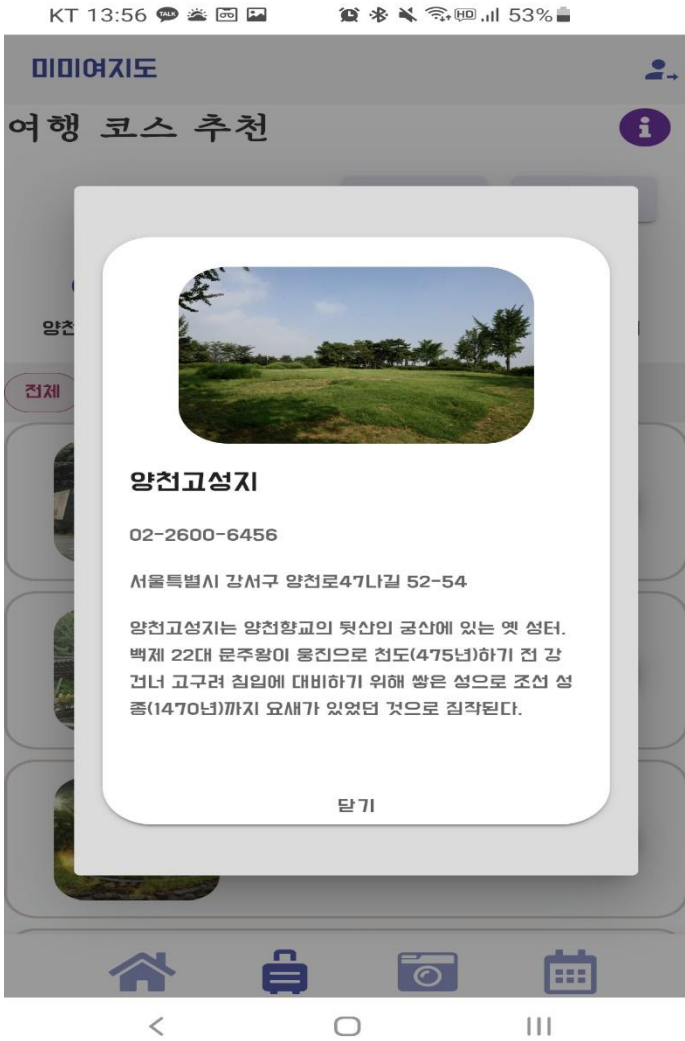 KT 13:56 TALK HD 53%
미미여지도
여행 코스 추천
양천
전체
양천고성지
02-2600-6456
서울특별시 강서구 양천로47나길 52-54
양천고성지는 양천향교의 뒷산인 궁산에 있는 옛 성터.
백제 22대 문주왕이 웅진으로 천도(475년)하기 전 강
건너 고구려 침입에 대비하기 위해 쌓은 성으로 조선 성
종(1470년)까지 요새가 있었던 것으로 짐작된다.
닫기